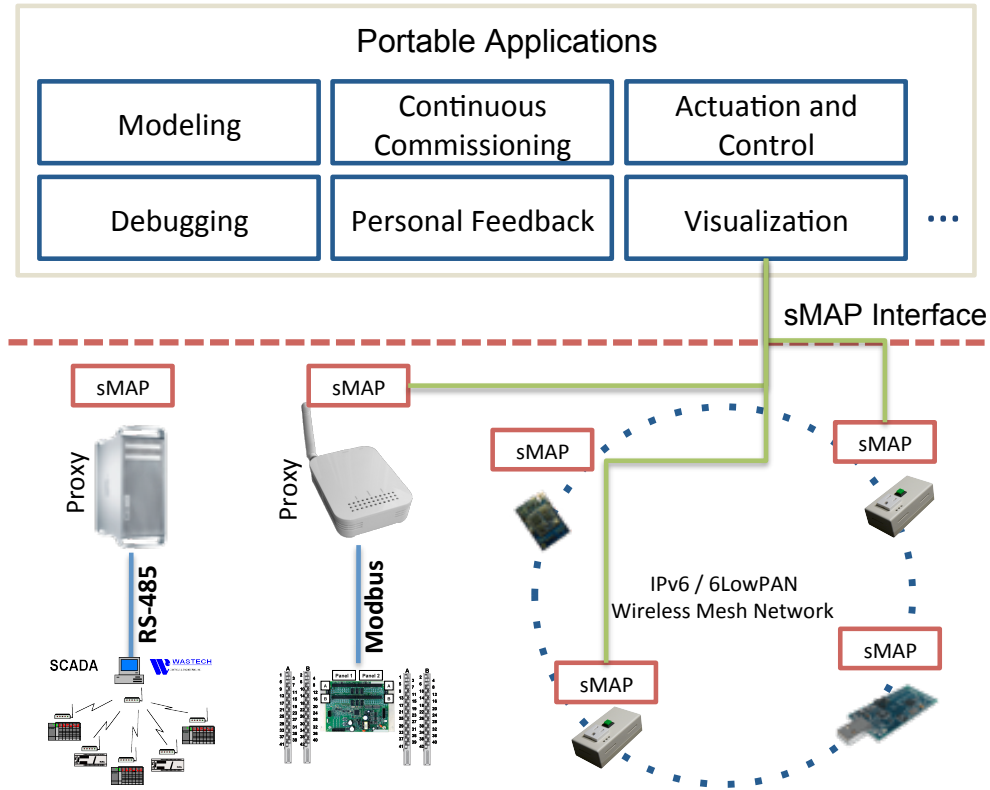 Portable Applications
Modeling
Continuous
Commissioning
Actuation and
Control
Debugging
Personal Feedback
Visualization
...
sMAP Interface
sMAP
sMAP
sMAP
sMAP
Proxy
Proxy
RS-485
Modbus
IPv6 / 6LowPAN
Wireless Mesh Network
sMAP
sMAP
SCADA
WASTECH
Panel 1
Panel 2
A
B
A
B
A
B
A
B